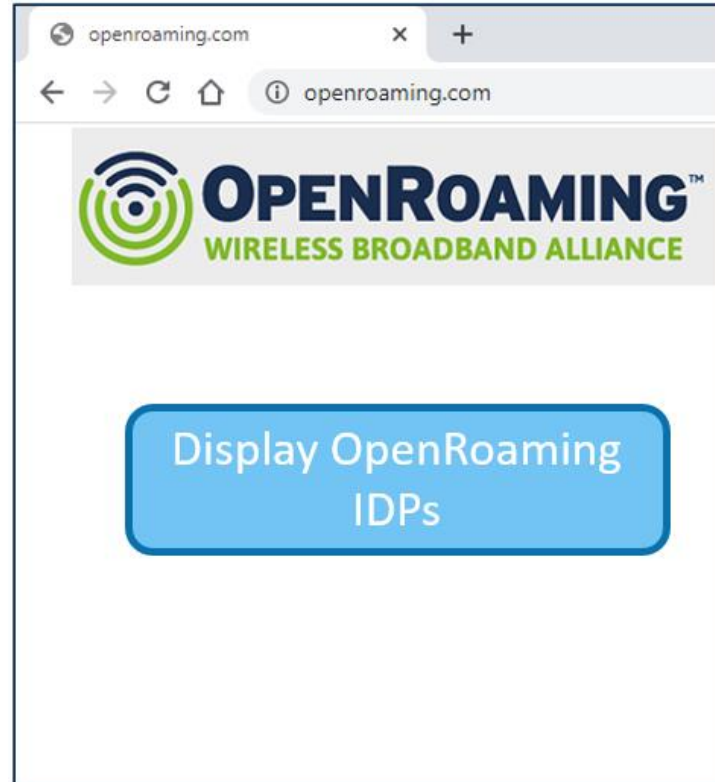 openroaming.com
openroaming.com
OPENROAMING™
WIRELESS BROADBAND ALLIANCE
Display OpenRoaming
IDPs